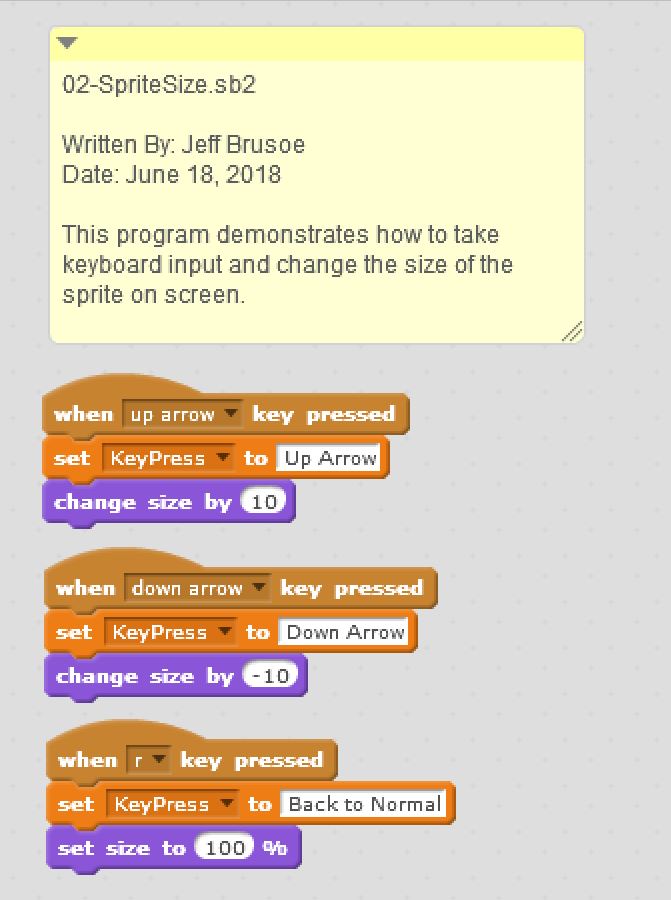 02-SpriteSize.sb2
Written By: Jeff Brusoe
Date: June 18, 2018
This program demonstrates how to take
keyboard input and change the size of the
sprite on screen.
when up arrow key pressed
set KeyPress to Up Arrow
change size by 10
when down arrow key pressed
set KeyPress to Down Arrow
change size by -10
when r key pressed
set KeyPress to Back to Normal
set size to 100 %